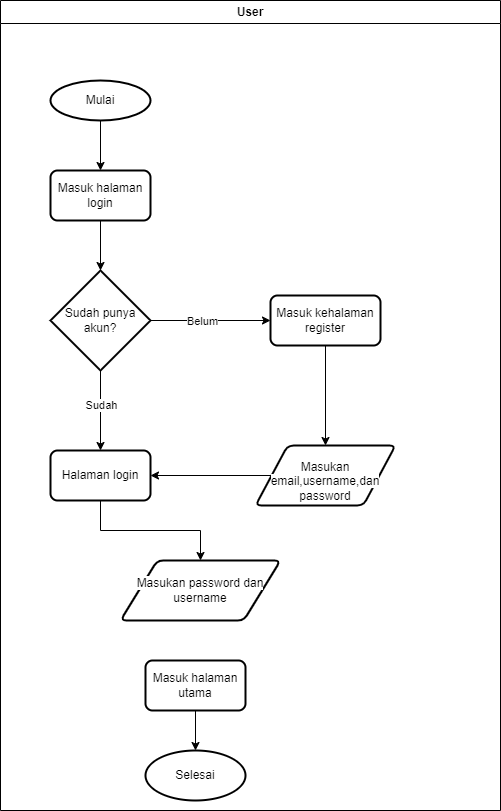 User
Mulai
Masuk halaman
login
Sudah punya
akun?
Belum
Masuk kehalaman
register
Sudah
Halaman login
Masukan
email,username,dan
password
Masukan password dan
username
Masuk halaman
utama
Selesai